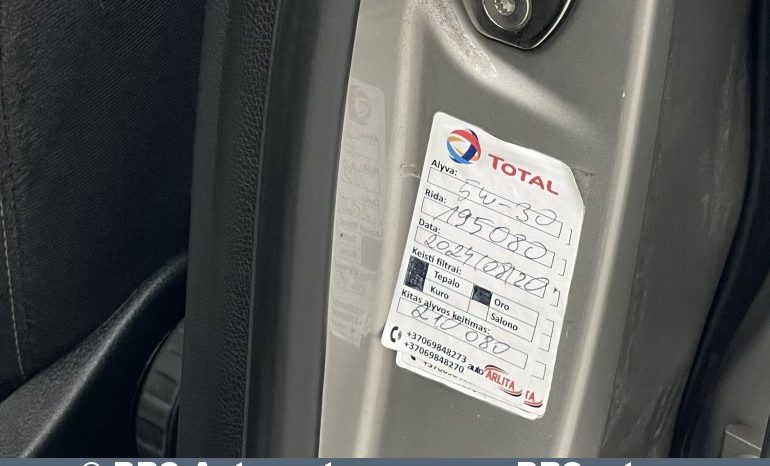 TOTAL
Alyva: 5W-30
Rida: 195080
Data: 2024/08/20
Keisti filtrai:
Tepalo Oro
Kuro Salono
Kitas alyvos keitimas:
210080
+37069848273
+37069848270 auto ARLITA
TA